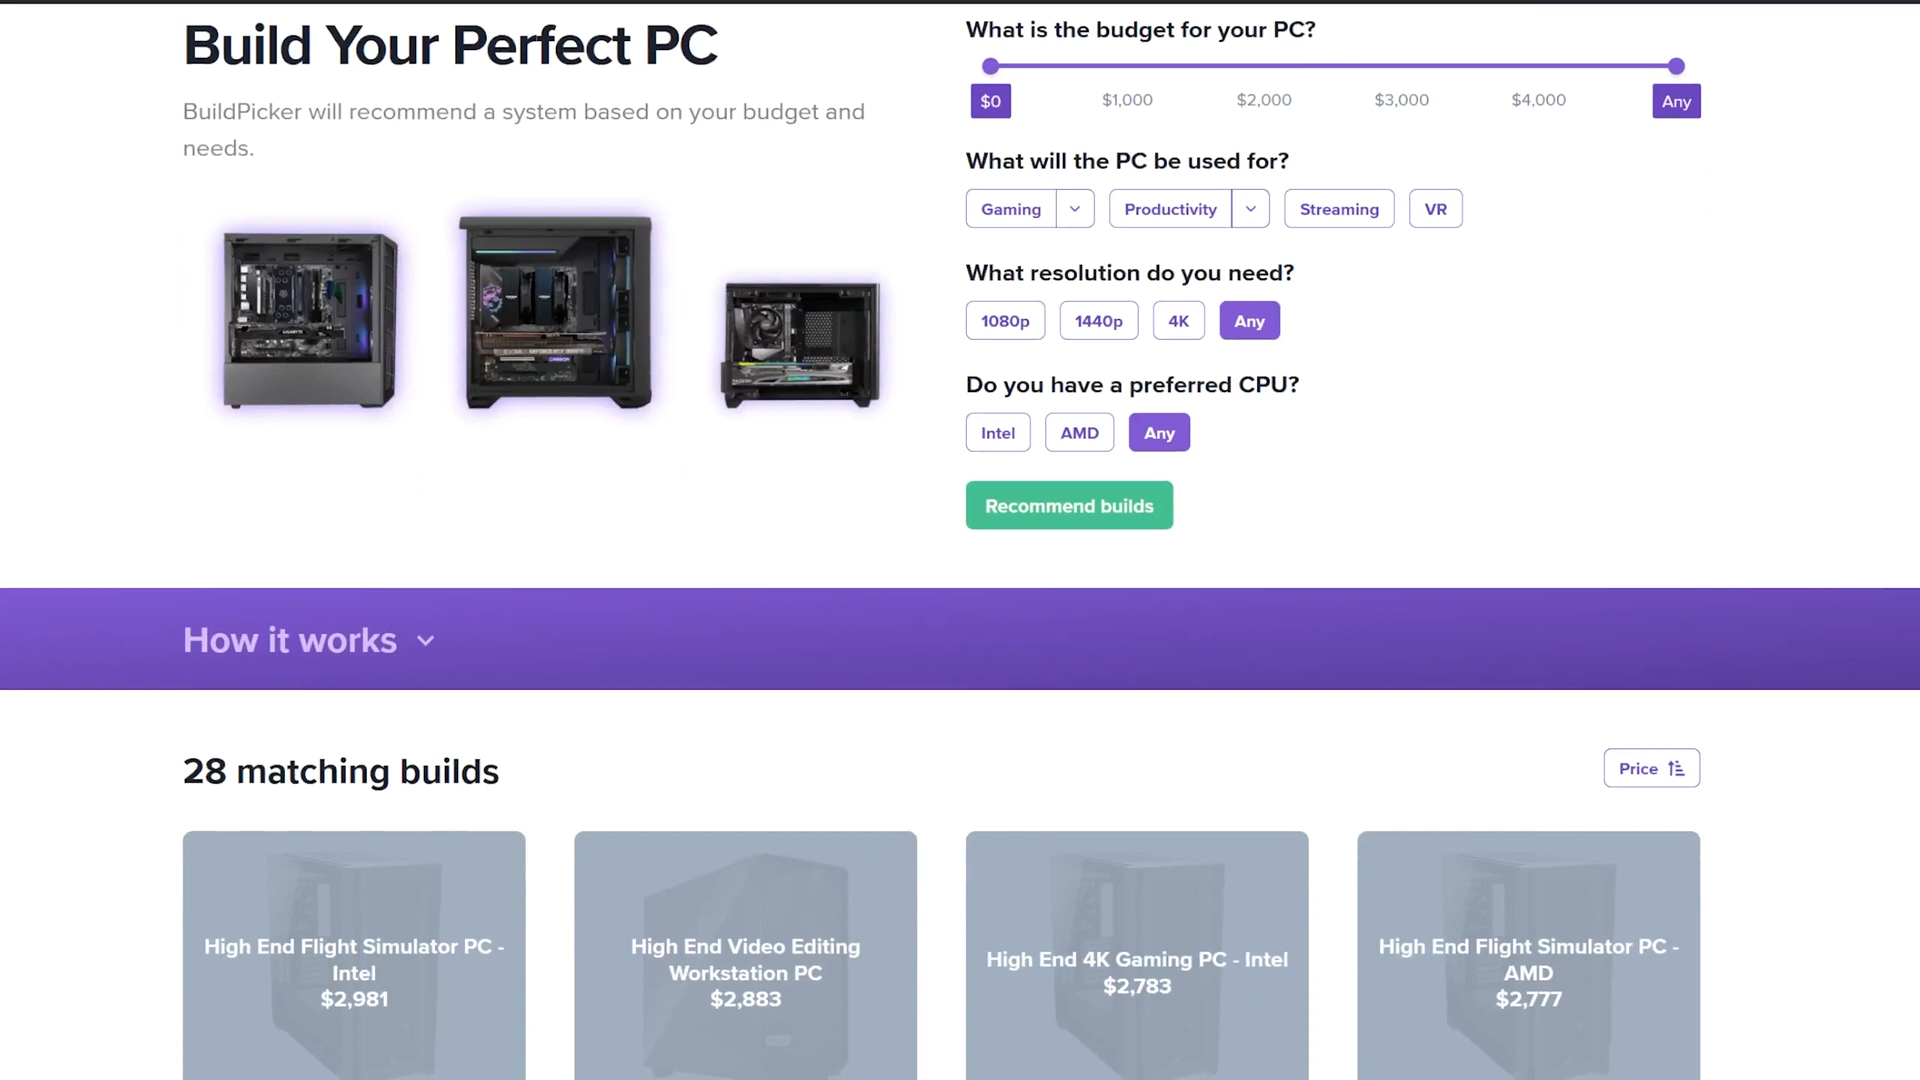 Build Your Perfect PC
BuildPicker will recommend a system based on your budget and
needs.
What is the budget for your PC?
$0 $1,000 $2,000 $3,000 $4,000 Any
What will the PC be used for?
Gaming Productivity Streaming VR
What resolution do you need?
1080p 1440p 4K Any
Do you have a preferred CPU?
Intel AMD Any
Recommend builds
How it works
28 matching builds
Price
High End Flight Simulator PC -
Intel
$2,981
High End Video Editing
Workstation PC
$2,883
High End 4K Gaming PC - Intel
$2,783
High End Flight Simulator PC -
AMD
$2,777